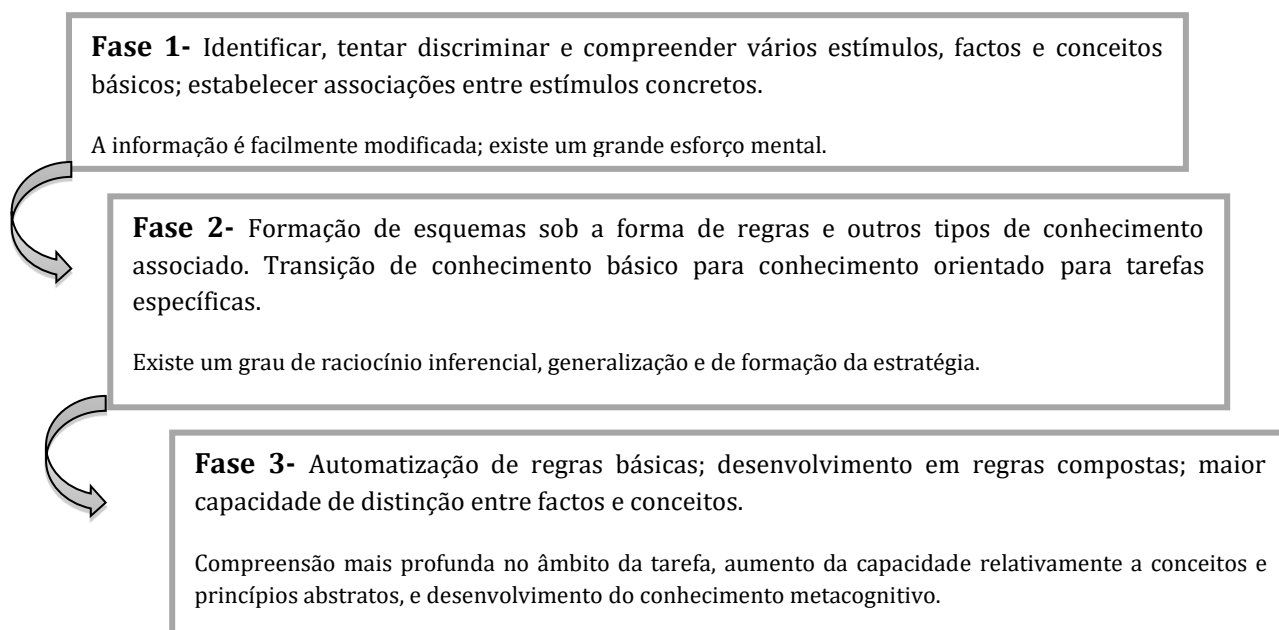 Fase 1- Identificar, tentar discriminar e compreender vários estímulos, factos e conceitos
básicos; estabelecer associações entre estímulos concretos.
A informação é facilmente modificada; existe um grande esforço mental.
Fase 2- Formação de esquemas sob a forma de regras e outros tipos de conhecimento
associado. Transição de conhecimento básico para conhecimento orientado para tarefas
específicas.
Existe um grau de raciocínio inferencial, generalização e de formação da estratégia.
Fase 3- Automatização de regras básicas; desenvolvimento em regras compostas; maior
capacidade de distinção entre factos e conceitos.
Compreensão mais profunda no âmbito da tarefa, aumento da capacidade relativamente a conceitos e
princípios abstratos, e desenvolvimento do conhecimento metacognitivo.